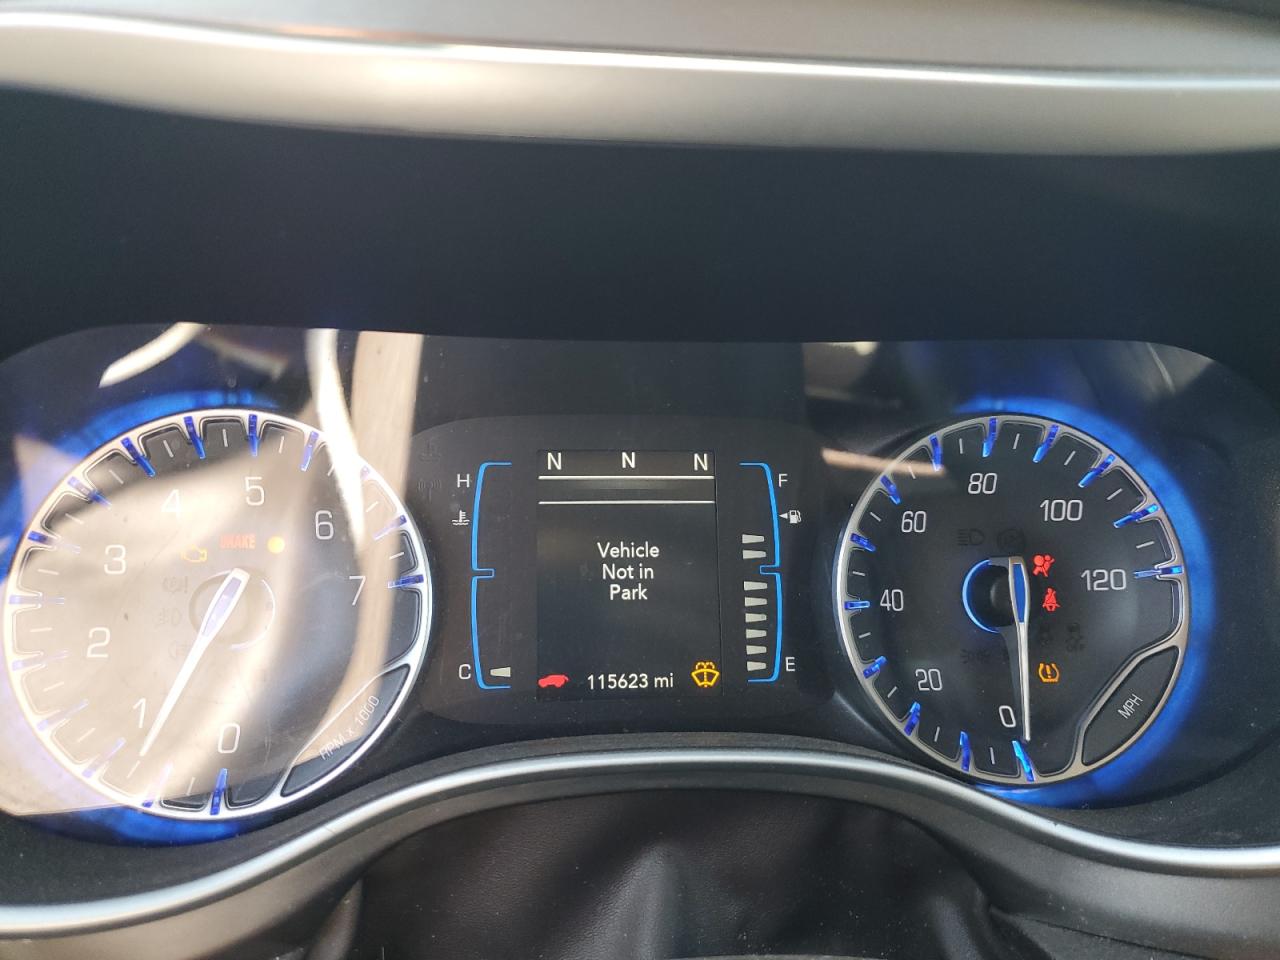 N N N
Vehicle
Not in
Park
115623 mi
H
C
F
E
0
1
2
3
4
5
6
7
BRAKE
RPM x 1000
0
20
40
60
80
100
120
MPH